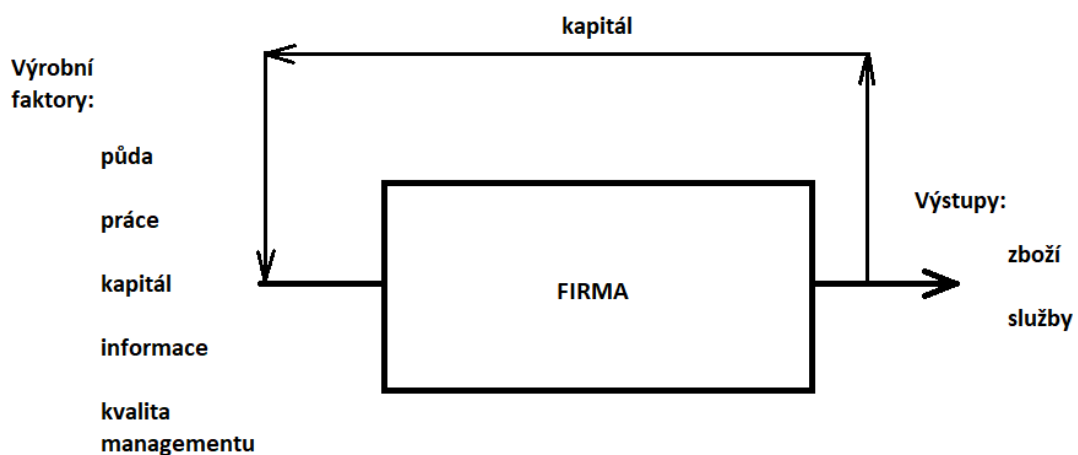 kapitál
Výrobní
faktory:
půda
práce
kapitál
informace
kvalita
managementu
FIRMA
Výstupy:
zboží
služby